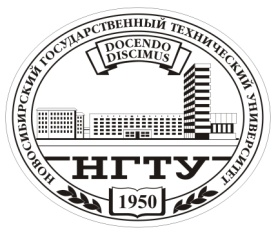 НОВОСИБИРСКИЙ ГОСУДАРСТВЕННЫЙ ТЕХНИЧЕСКИЙ УНИВЕРСИТЕТ
DOCENDO
DISCIMUS
НГТУ
1950